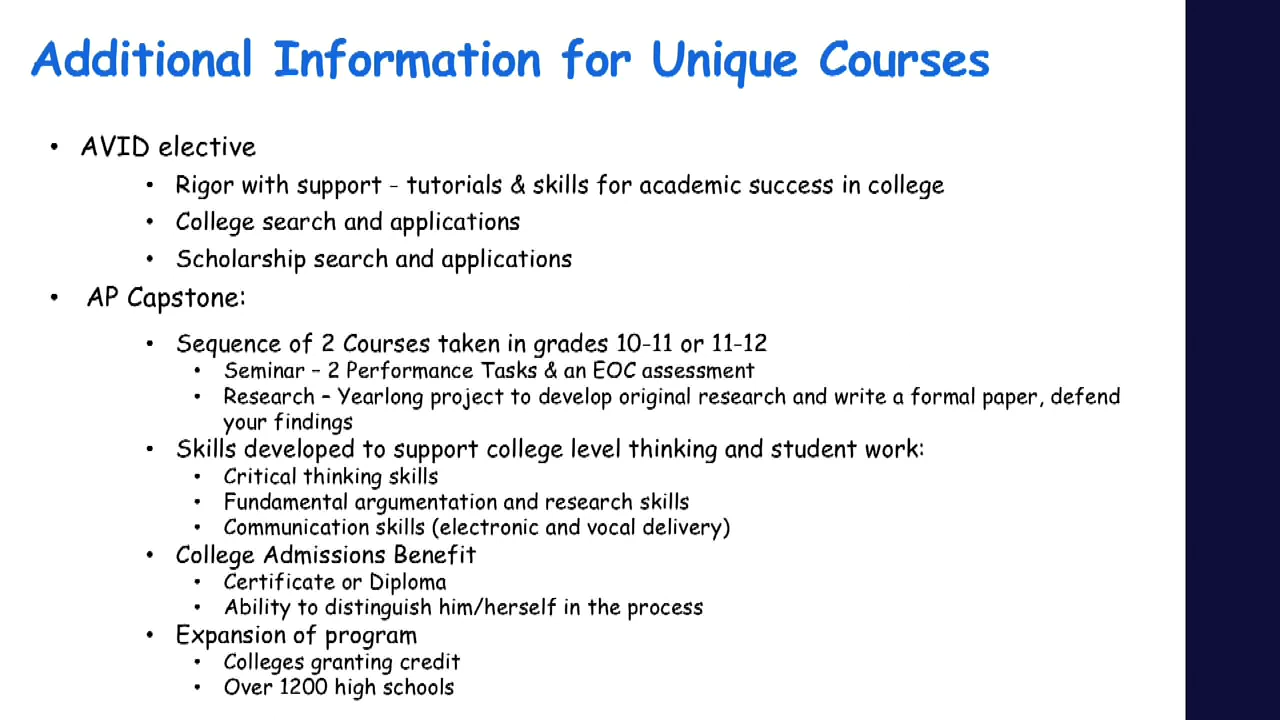 Additional Information for Unique Courses
• AVID elective
• Rigor with support - tutorials & skills for academic success in college
• College search and applications
• Scholarship search and applications
• AP Capstone:
• Sequence of 2 Courses taken in grades 10-11 or 11-12
• Seminar – 2 Performance Tasks & an EOC assessment
• Research – Yearlong project to develop original research and write a formal paper, defend
your findings
• Skills developed to support college level thinking and student work:
• Critical thinking skills
• Fundamental argumentation and research skills
• Communication skills (electronic and vocal delivery)
• College Admissions Benefit
• Certificate or Diploma
• Ability to distinguish him/herself in the process
• Expansion of program
• Colleges granting credit
• Over 1200 high schools